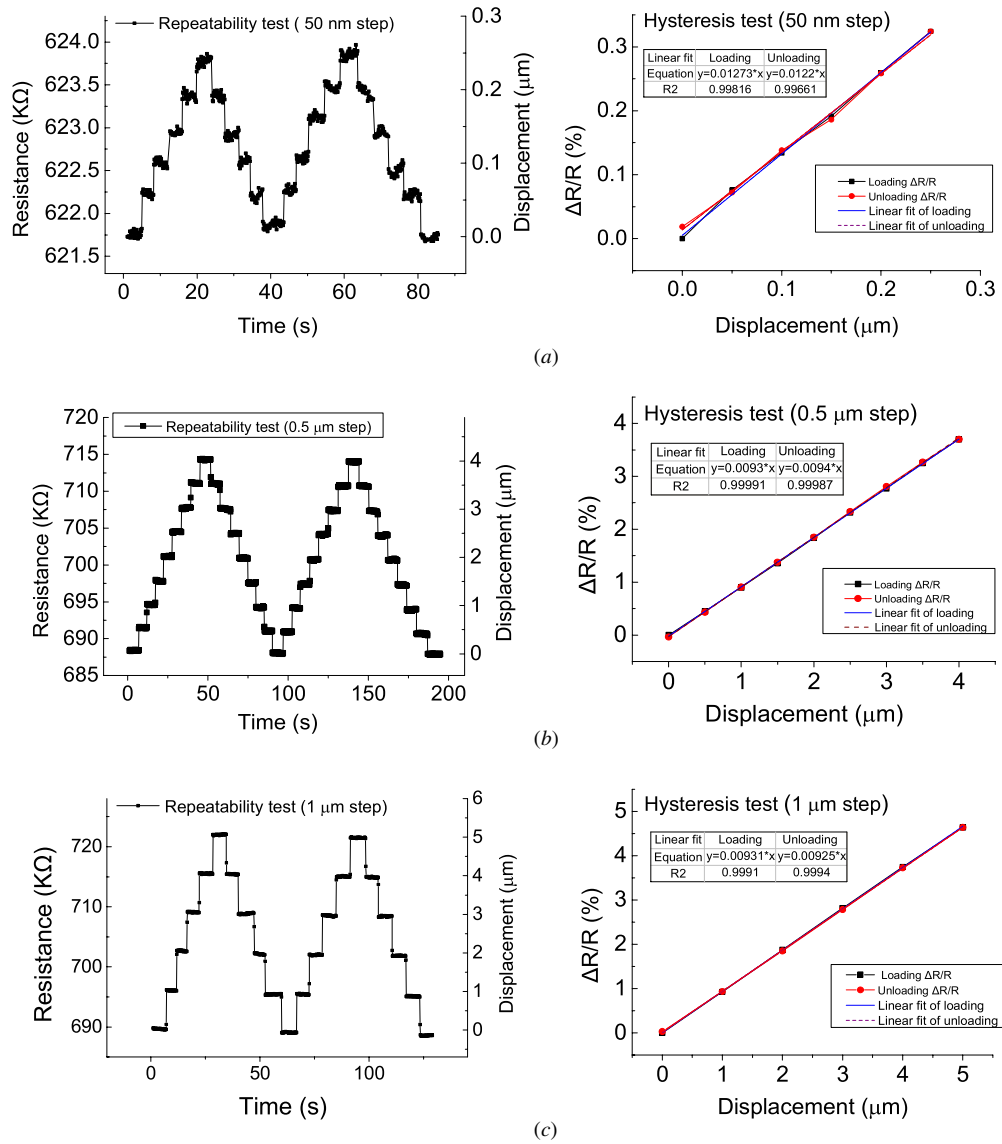 Repeatability test ( 50 nm step)
624.0
623.5
623.0
622.5
622.0
621.5
Resistance (KΩ)
0.3
0.2
0.1
0.0
Displacement (μm)
0 20 40 60 80
Time (s)
Hysteresis test (50 nm step)
Linear fit Loading Unloading
Equation y=0.01273*x y=0.0122*x
R2 0.99816 0.99661
0.3
0.2
0.1
0.0
ΔR/R (%)
Loading ΔR/R
Unloading ΔR/R
Linear fit of loading
Linear fit of unloading
0.0 0.1 0.2 0.3
Displacement (μm)
(a)
Repeatability test (0.5 μm step)
720
715
710
705
700
695
690
685
Resistance (KΩ)
4
3
2
1
0
Displacement (μm)
0 50 100 150 200
Time (s)
Hysteresis test (0.5 μm step)
Linear fit Loading Unloading
Equation y=0.0093*x y=0.0094*x
R2 0.99991 0.99987
5
4
3
2
1
0
ΔR/R (%)
Loading ΔR/R
Unloading ΔR/R
Linear fit of loading
Linear fit of unloading
0 1 2 3 4
Displacement (μm)
(b)
Repeatability test (1 μm step)
720
710
700
690
Resistance (KΩ)
6
5
4
3
2
1
0
Displacement (μm)
0 50 100
Time (s)
Hysteresis test (1 μm step)
Linear fit Loading Unloading
Equation y=0.00931*x y=0.00925*x
R2 0.9991 0.9994
5
4
3
2
1
0
ΔR/R (%)
Loading ΔR/R
Unloading ΔR/R
Linear fit of loading
Linear fit of unloading
0 1 2 3 4 5
Displacement (μm)
(c)